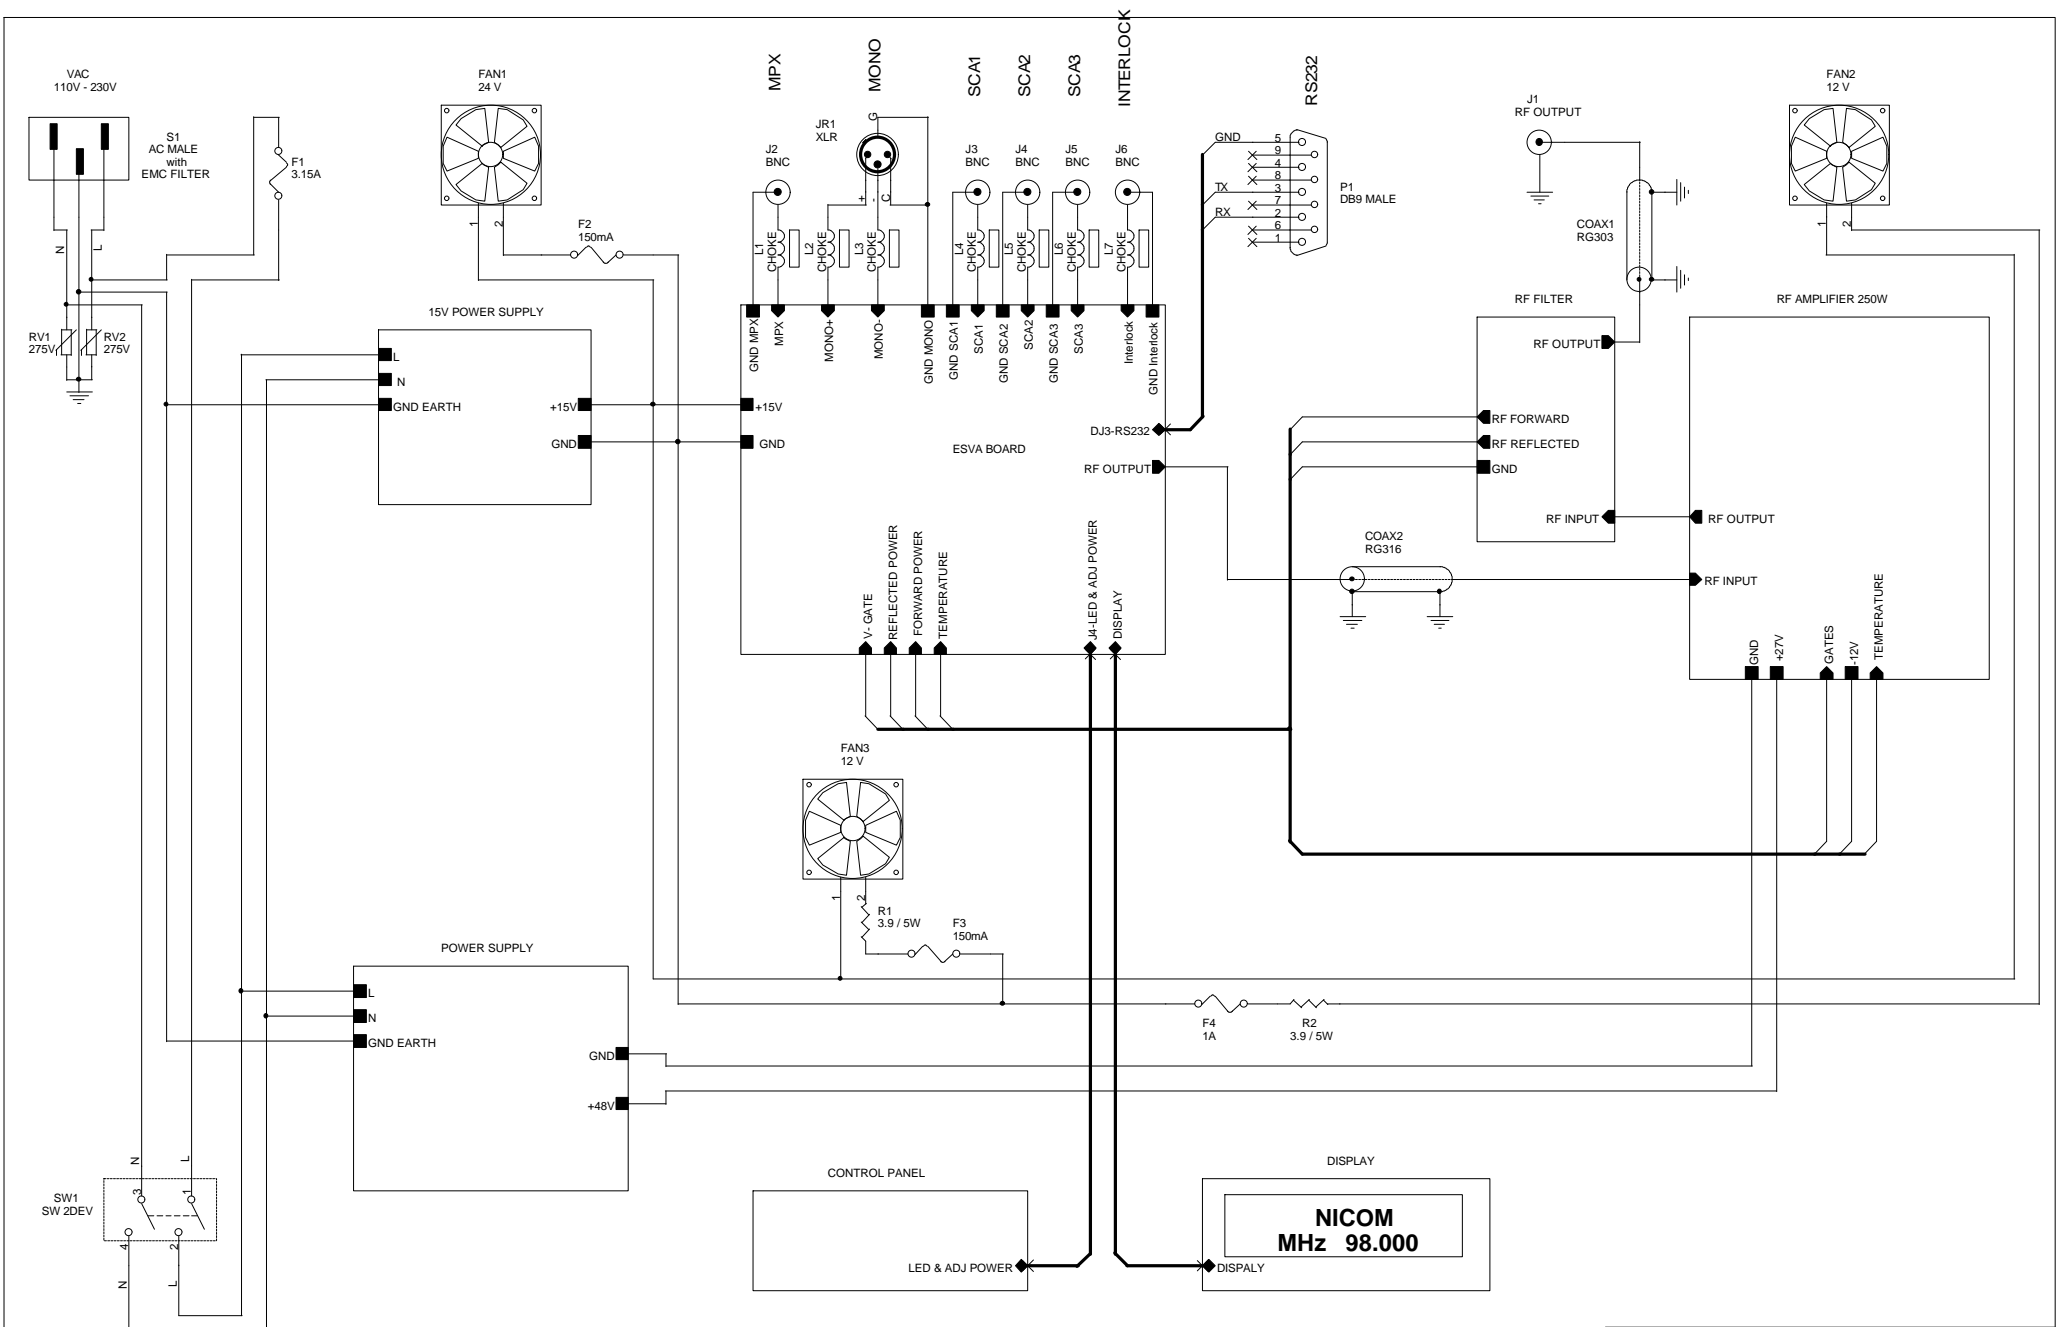 VAC
110V - 230V
S1
AC MALE
with
EMC FILTER
F1
3.15A
N
L
RV1
275V
RV2
275V
FAN1
24 V
1
2
F2
150mA
MPX
MONO
SCA1
SCA2
SCA3
INTERLOCK
RS232
J2
BNC
JR1
XLR
G
+
-
C
J3
BNC
J4
BNC
J5
BNC
J6
BNC
L1
CHOKE
L2
CHOKE
L3
CHOKE
L4
CHOKE
L5
CHOKE
L6
CHOKE
L7
CHOKE
GND
TX
RX
5
9
4
8
3
7
2
6
1
P1
DB9 MALE
J1
RF OUTPUT
COAX1
RG303
FAN2
12 V
1
2
15V POWER SUPPLY
L
N
GND EARTH
+15V
GND
GND MPX
MPX
MONO+
MONO-
GND MONO
GND SCA1
SCA1
GND SCA2
SCA2
GND SCA3
SCA3
Interlock
GND Interlock
+15V
GND
ESVA BOARD
DJ3-RS232
RF OUTPUT
V- GATE
REFLECTED POWER
FORWARD POWER
TEMPERATURE
J4-LED & ADJ POWER
DISPLAY
RF FILTER
RF OUTPUT
RF FORWARD
RF REFLECTED
GND
RF INPUT
COAX2
RG316
RF AMPLIFIER 250W
RF OUTPUT
RF INPUT
GND
+27V
GATES
-12V
TEMPERATURE
FAN3
12 V
1
2
R1
3.9 / 5W
F3
150mA
F4
1A
R2
3.9 / 5W
POWER SUPPLY
L
N
GND EARTH
GND
+48V
N
L
SW1
SW 2DEV
3
1
4
2
N
L
CONTROL PANEL
LED & ADJ POWER
DISPLAY
NICOM
MHz 98.000
DISPALY